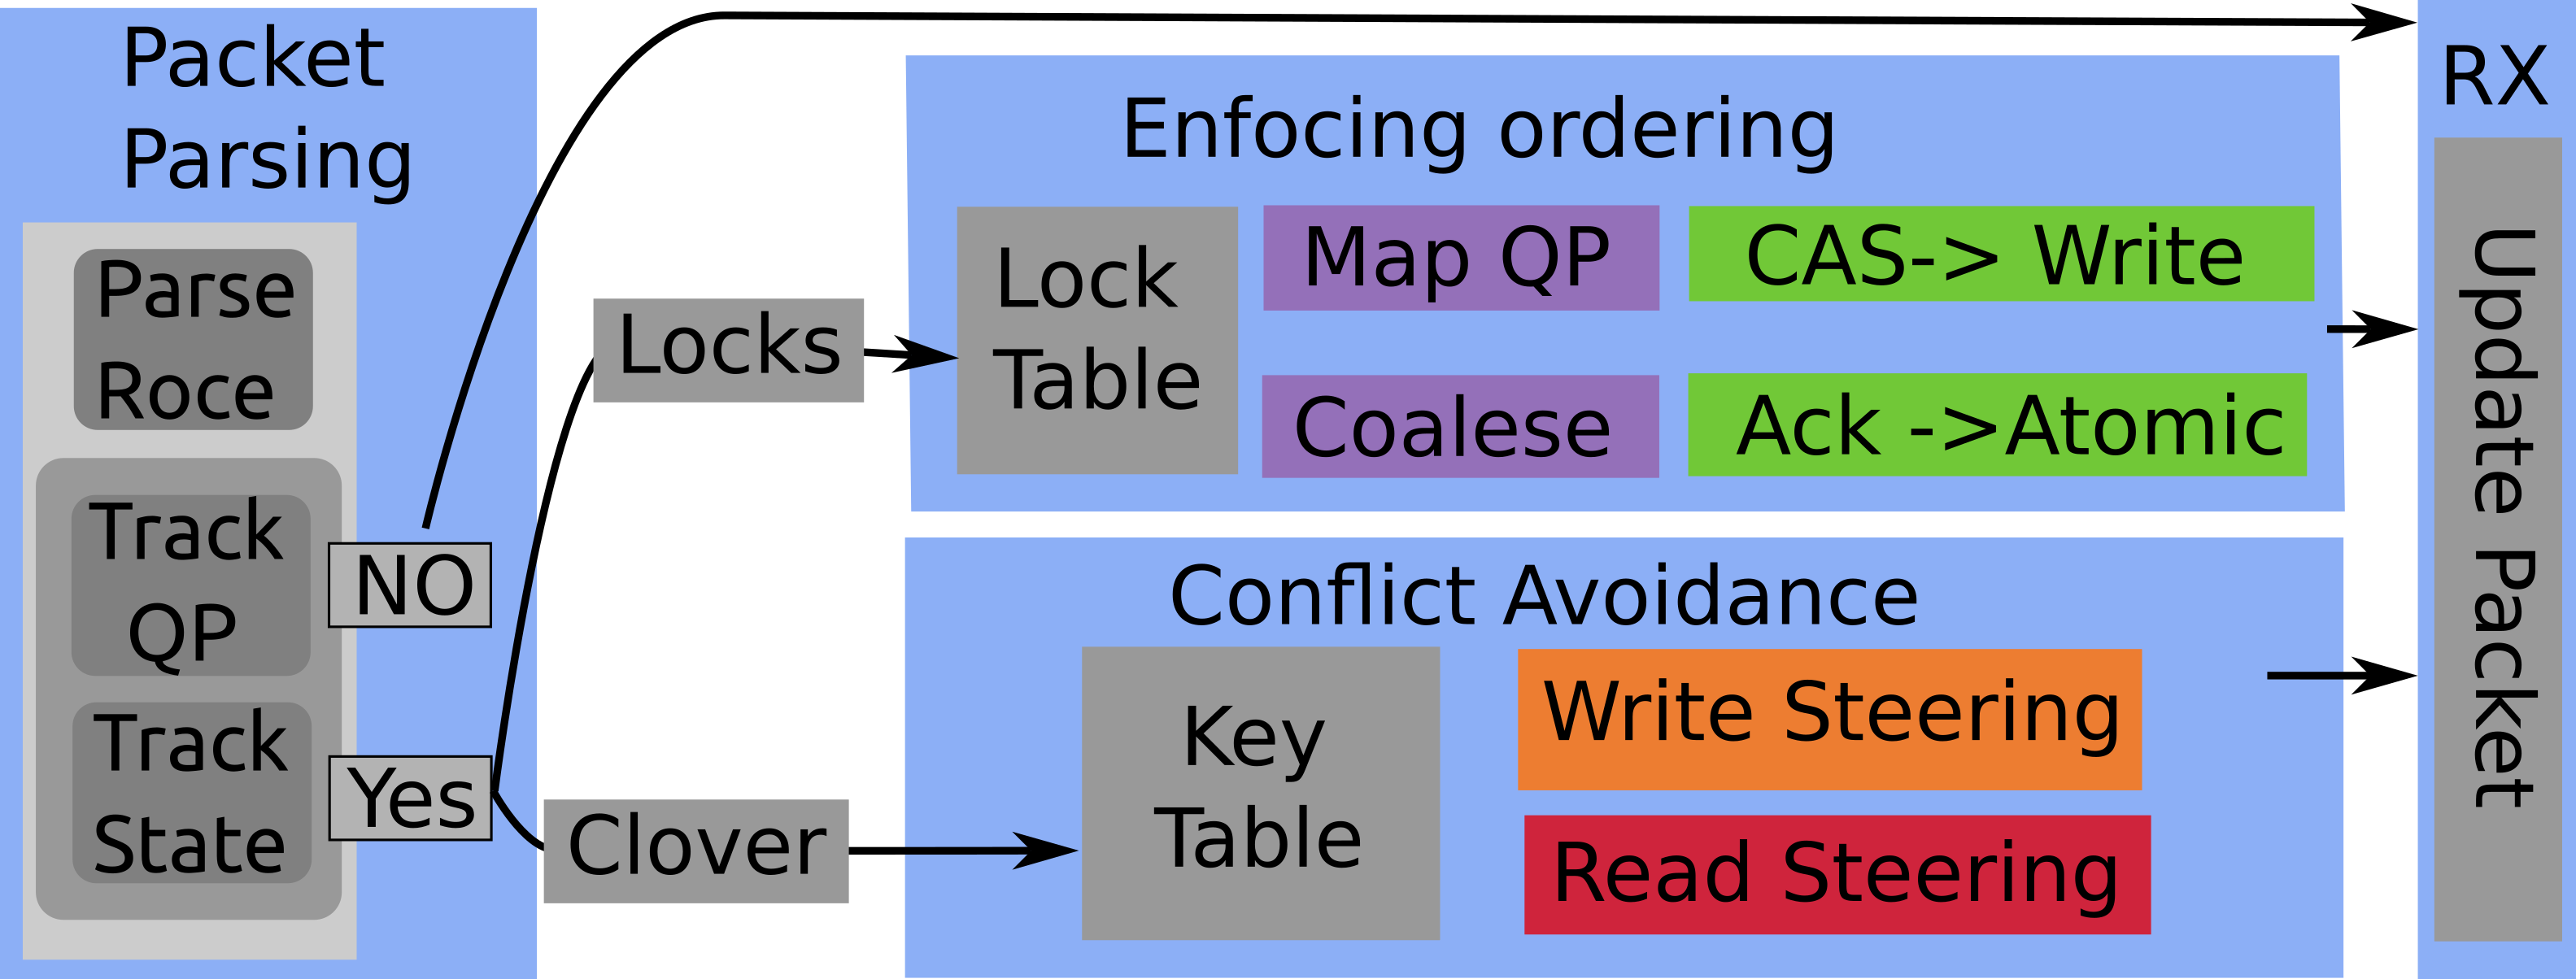 Packet
Parsing
Parse
Roce
Track
QP
Track
State
NO
Yes
Locks
Clover
Enfocing ordering
Lock
Table
Map QP
CAS-> Write
Coalese
Ack ->Atomic
Conflict Avoidance
Key
Table
Write Steering
Read Steering
RX
Update Packet